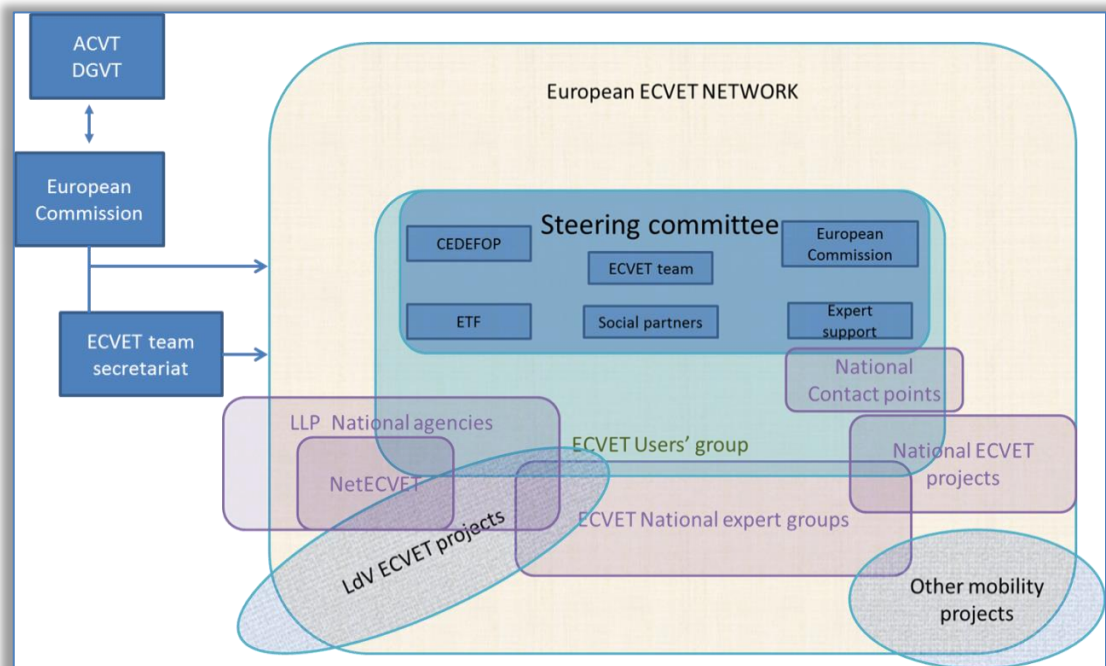 ACVT
DGVT
European ECVET NETWORK
European
Commission
Steering committee
CEDEFOP
European
Commission
ECVET team
ETF
Social partners
Expert
support
ECVET team
secretariat
National
Contact points
LLP National agencies
ECVET Users' group
National ECVET
projects
NetECVET
ECVET National expert groups
LdV ECVET projects
Other mobility
projects